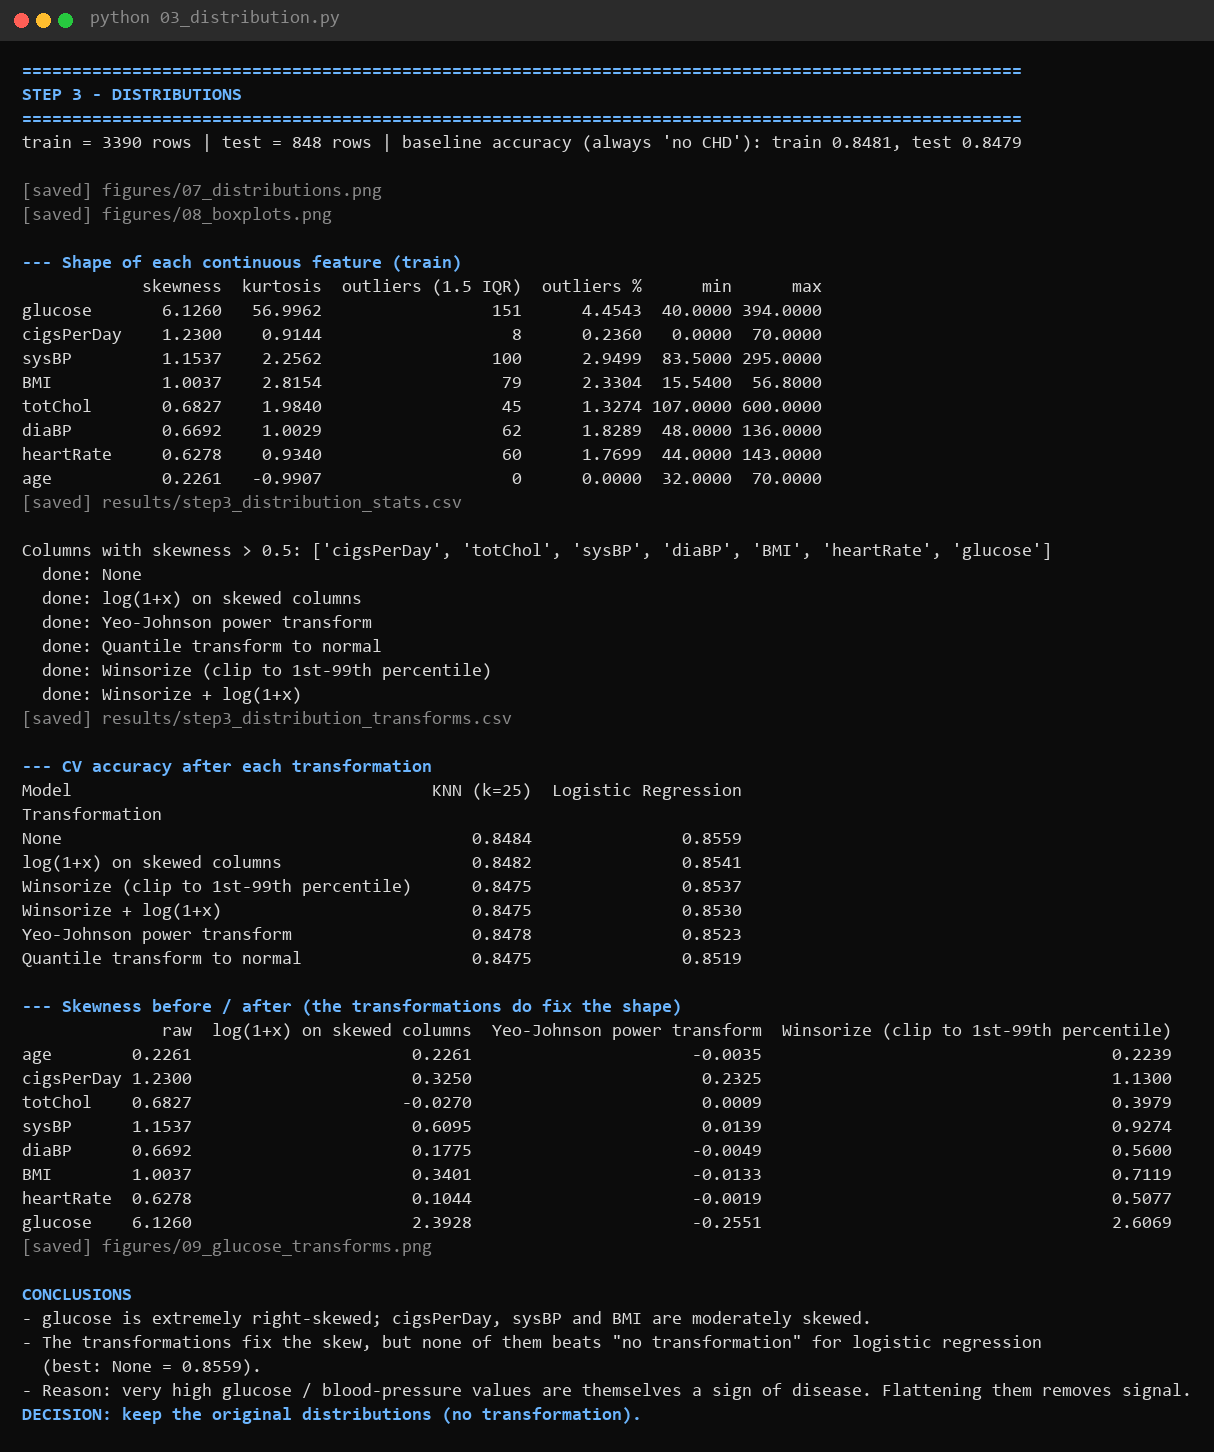 python 03_distribution.py
====================================================================================================
STEP 3 - DISTRIBUTIONS
====================================================================================================
train = 3390 rows | test = 848 rows | baseline accuracy (always 'no CHD'): train 0.8481, test 0.8479
[saved] figures/07_distributions.png
[saved] figures/08_boxplots.png
--- Shape of each continuous feature (train)
            skewness  kurtosis  outliers (1.5 IQR)  outliers %      min      max
glucose       6.1260   56.9962                 151      4.4543  40.0000 394.0000
cigsPerDay    1.2300    0.9144                   8      0.2360   0.0000  70.0000
sysBP         1.1537    2.2562                 100      2.9499  83.5000 295.0000
BMI           1.0037    2.8154                  79      2.3304  15.5400  56.8000
totChol       0.6827    1.9840                  45      1.3274 107.0000 600.0000
diaBP         0.6692    1.0029                  62      1.8289  48.0000 136.0000
heartRate     0.6278    0.9340                  60      1.7699  44.0000 143.0000
age           0.2261   -0.9907                   0      0.0000  32.0000  70.0000
[saved] results/step3_distribution_stats.csv
Columns with skewness > 0.5: ['cigsPerDay', 'totChol', 'sysBP', 'diaBP', 'BMI', 'heartRate', 'glucose']
  done: None
  done: log(1+x) on skewed columns
  done: Yeo-Johnson power transform
  done: Quantile transform to normal
  done: Winsorize (clip to 1st-99th percentile)
  done: Winsorize + log(1+x)
[saved] results/step3_distribution_transforms.csv
--- CV accuracy after each transformation
Model                                    KNN (k=25)  Logistic Regression
Transformation
None                                         0.8484               0.8559
log(1+x) on skewed columns                   0.8482               0.8541
Winsorize (clip to 1st-99th percentile)      0.8475               0.8537
Winsorize + log(1+x)                         0.8475               0.8530
Yeo-Johnson power transform                  0.8478               0.8523
Quantile transform to normal                 0.8475               0.8519
--- Skewness before / after (the transformations do fix the shape)
              raw  log(1+x) on skewed columns  Yeo-Johnson power transform  Winsorize (clip to 1st-99th percentile)
age        0.2261                      0.2261                      -0.0035                                   0.2239
cigsPerDay 1.2300                      0.3250                       0.2325                                   1.1300
totChol    0.6827                     -0.0270                       0.0009                                   0.3979
sysBP      1.1537                      0.6095                       0.0139                                   0.9274
diaBP      0.6692                      0.1775                      -0.0049                                   0.5600
BMI        1.0037                      0.3401                      -0.0133                                   0.7119
heartRate  0.6278                      0.1044                      -0.0019                                   0.5077
glucose    6.1260                      2.3928                      -0.2551                                   2.6069
[saved] figures/09_glucose_transforms.png
CONCLUSIONS
- glucose is extremely right-skewed; cigsPerDay, sysBP and BMI are moderately skewed.
- The transformations fix the skew, but none of them beats "no transformation" for logistic regression
  (best: None = 0.8559).
- Reason: very high glucose / blood-pressure values are themselves a sign of disease. Flattening them removes signal.
DECISION: keep the original distributions (no transformation).